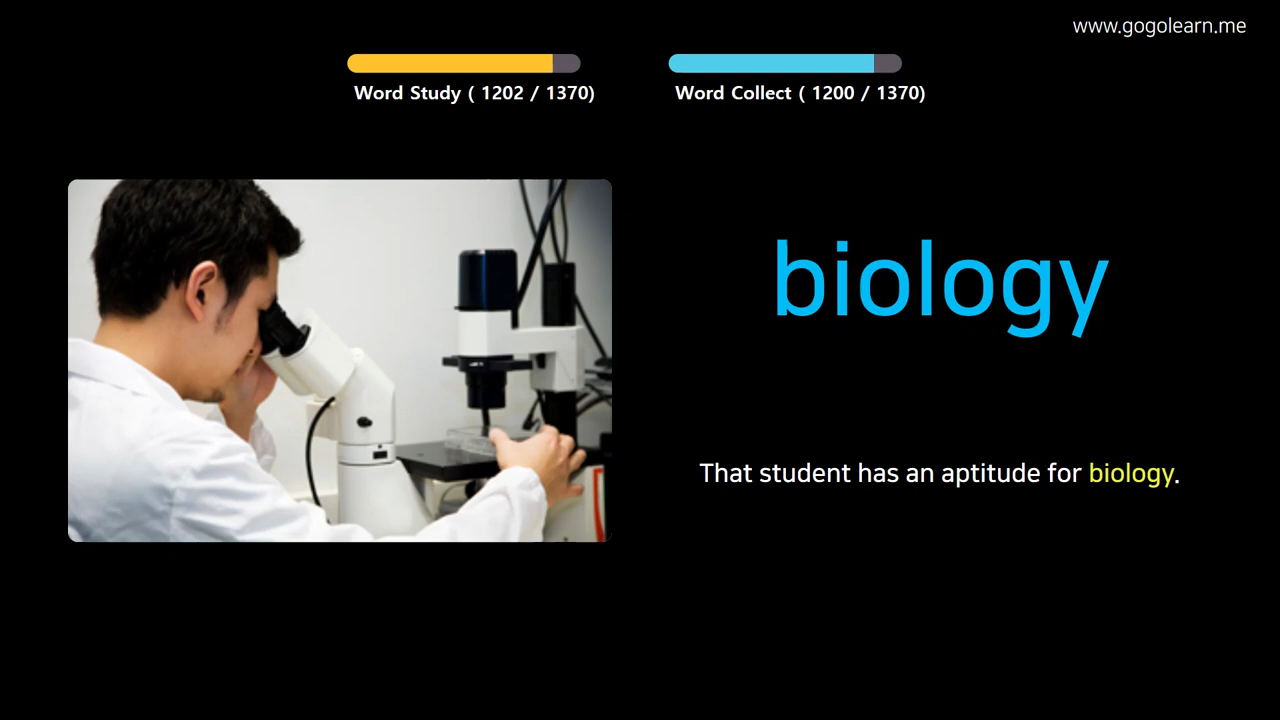 www.gogolearn.me
Word Study ( 1202 / 1370)
Word Collect ( 1200 / 1370)
biology
That student has an aptitude for biology.